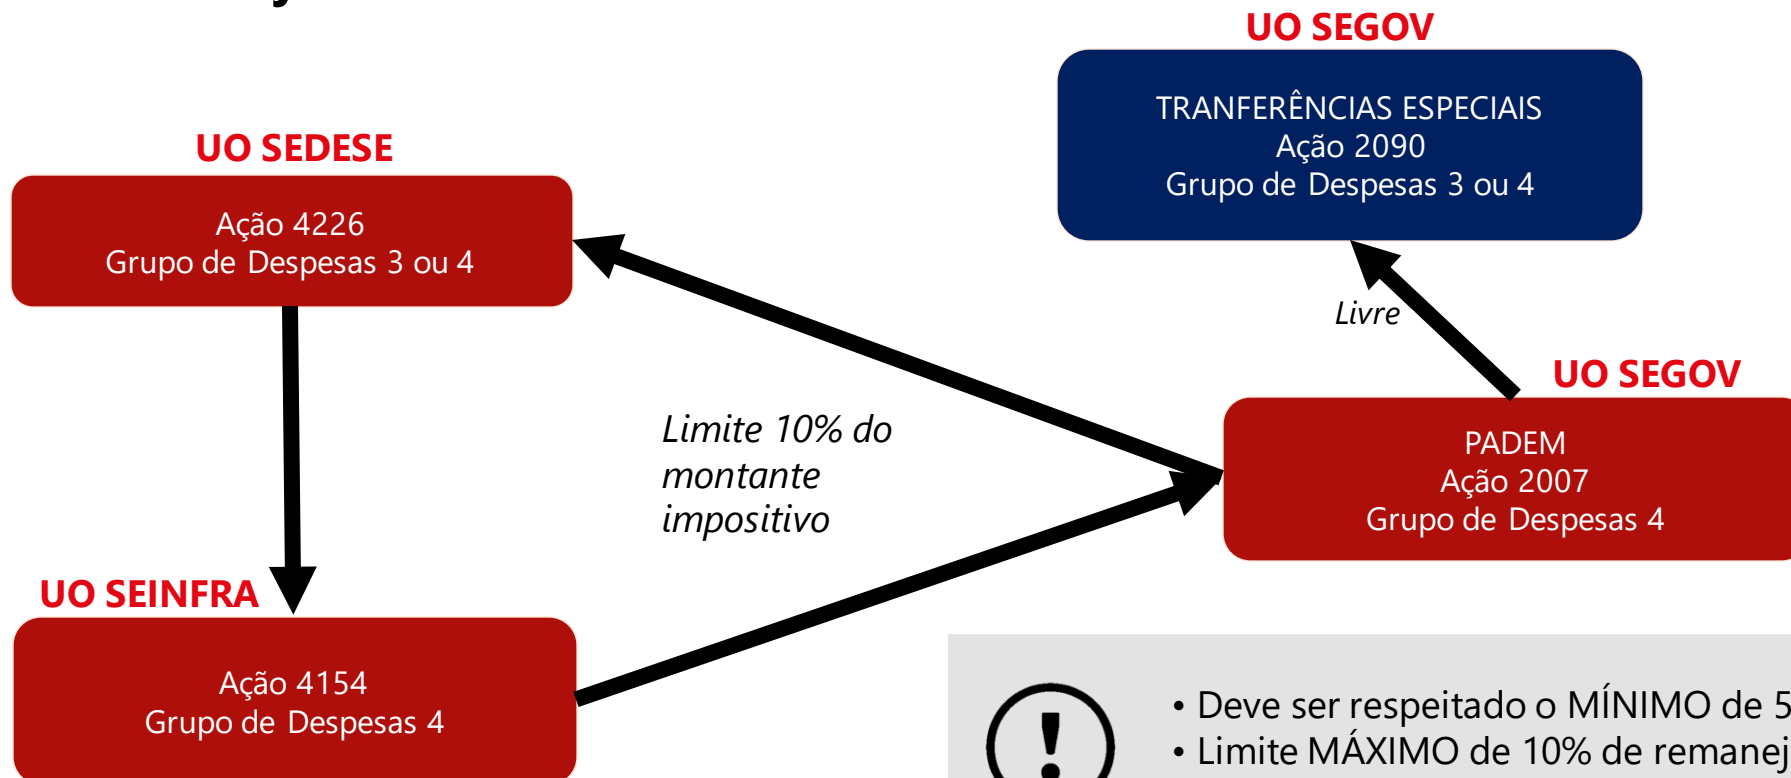 UO SEGOV
TRANFERÊNCIAS ESPECIAIS
Ação 2090
Grupo de Despesas 3 ou 4
UO SEDESE
Ação 4226
Grupo de Despesas 3 ou 4
Livre
UO SEGOV
PADEM
Ação 2007
Grupo de Despesas 4
Limite 10% do
montante
impositivo
UO SEINFRA
Ação 4154
Grupo de Despesas 4
!
• Deve ser respeitado o MÍNIMO de 5
• Limite MÁXIMO de 10% de remanej